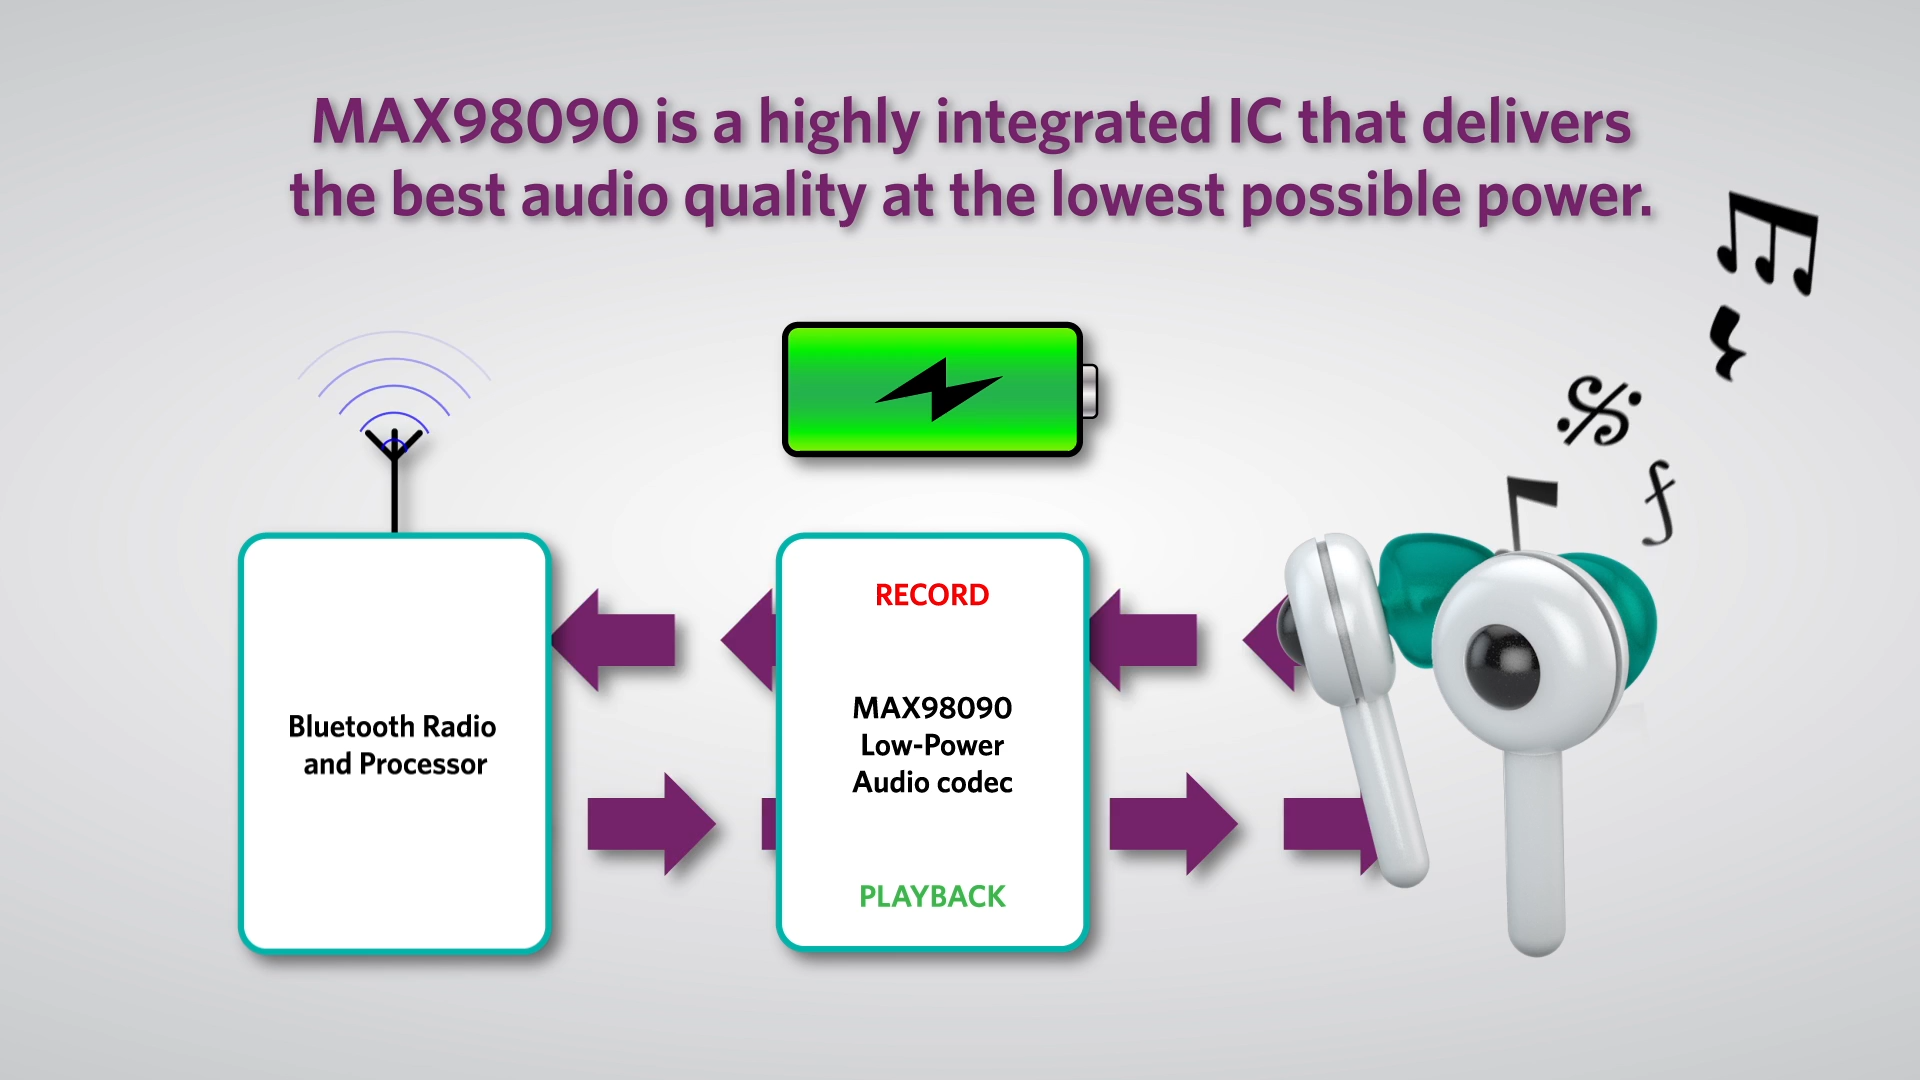 MAX98090 is a highly integrated IC that delivers
the best audio quality at the lowest possible power.
RECORD
Bluetooth Radio
and Processor
MAX98090
Low-Power
Audio codec
PLAYBACK